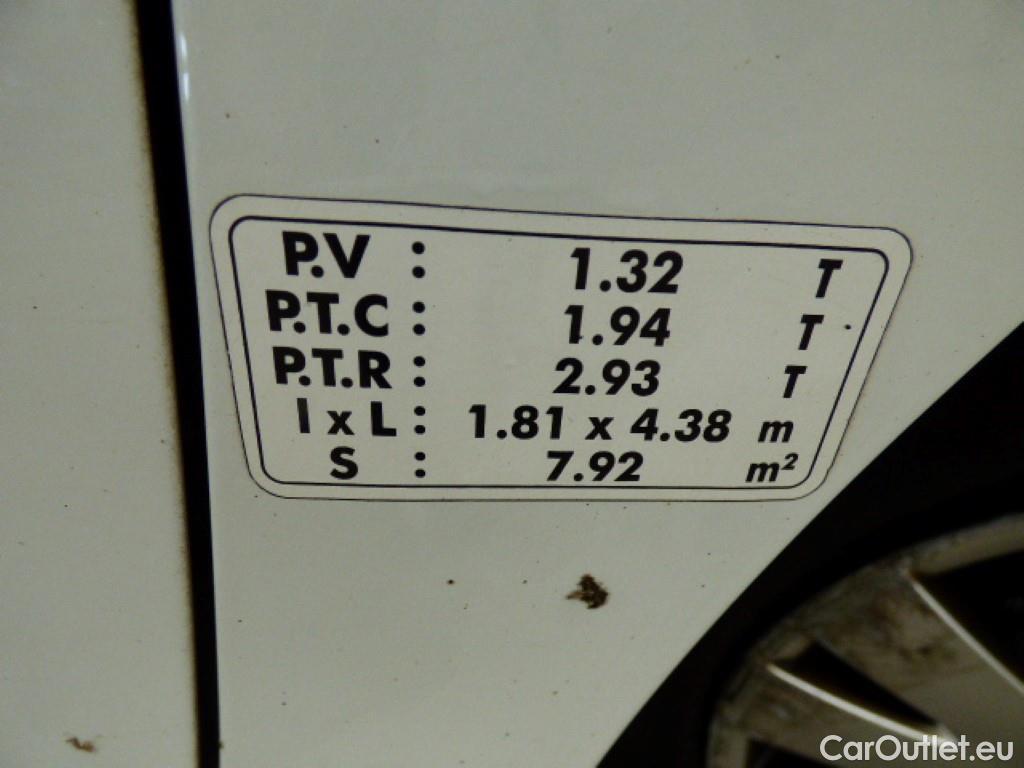 P.V : 1.32 T
P.T.C : 1.94 T
P.T.R : 2.93 T
l x L : 1.81 x 4.38 m
S : 7.92 m²
CarOutlet.eu